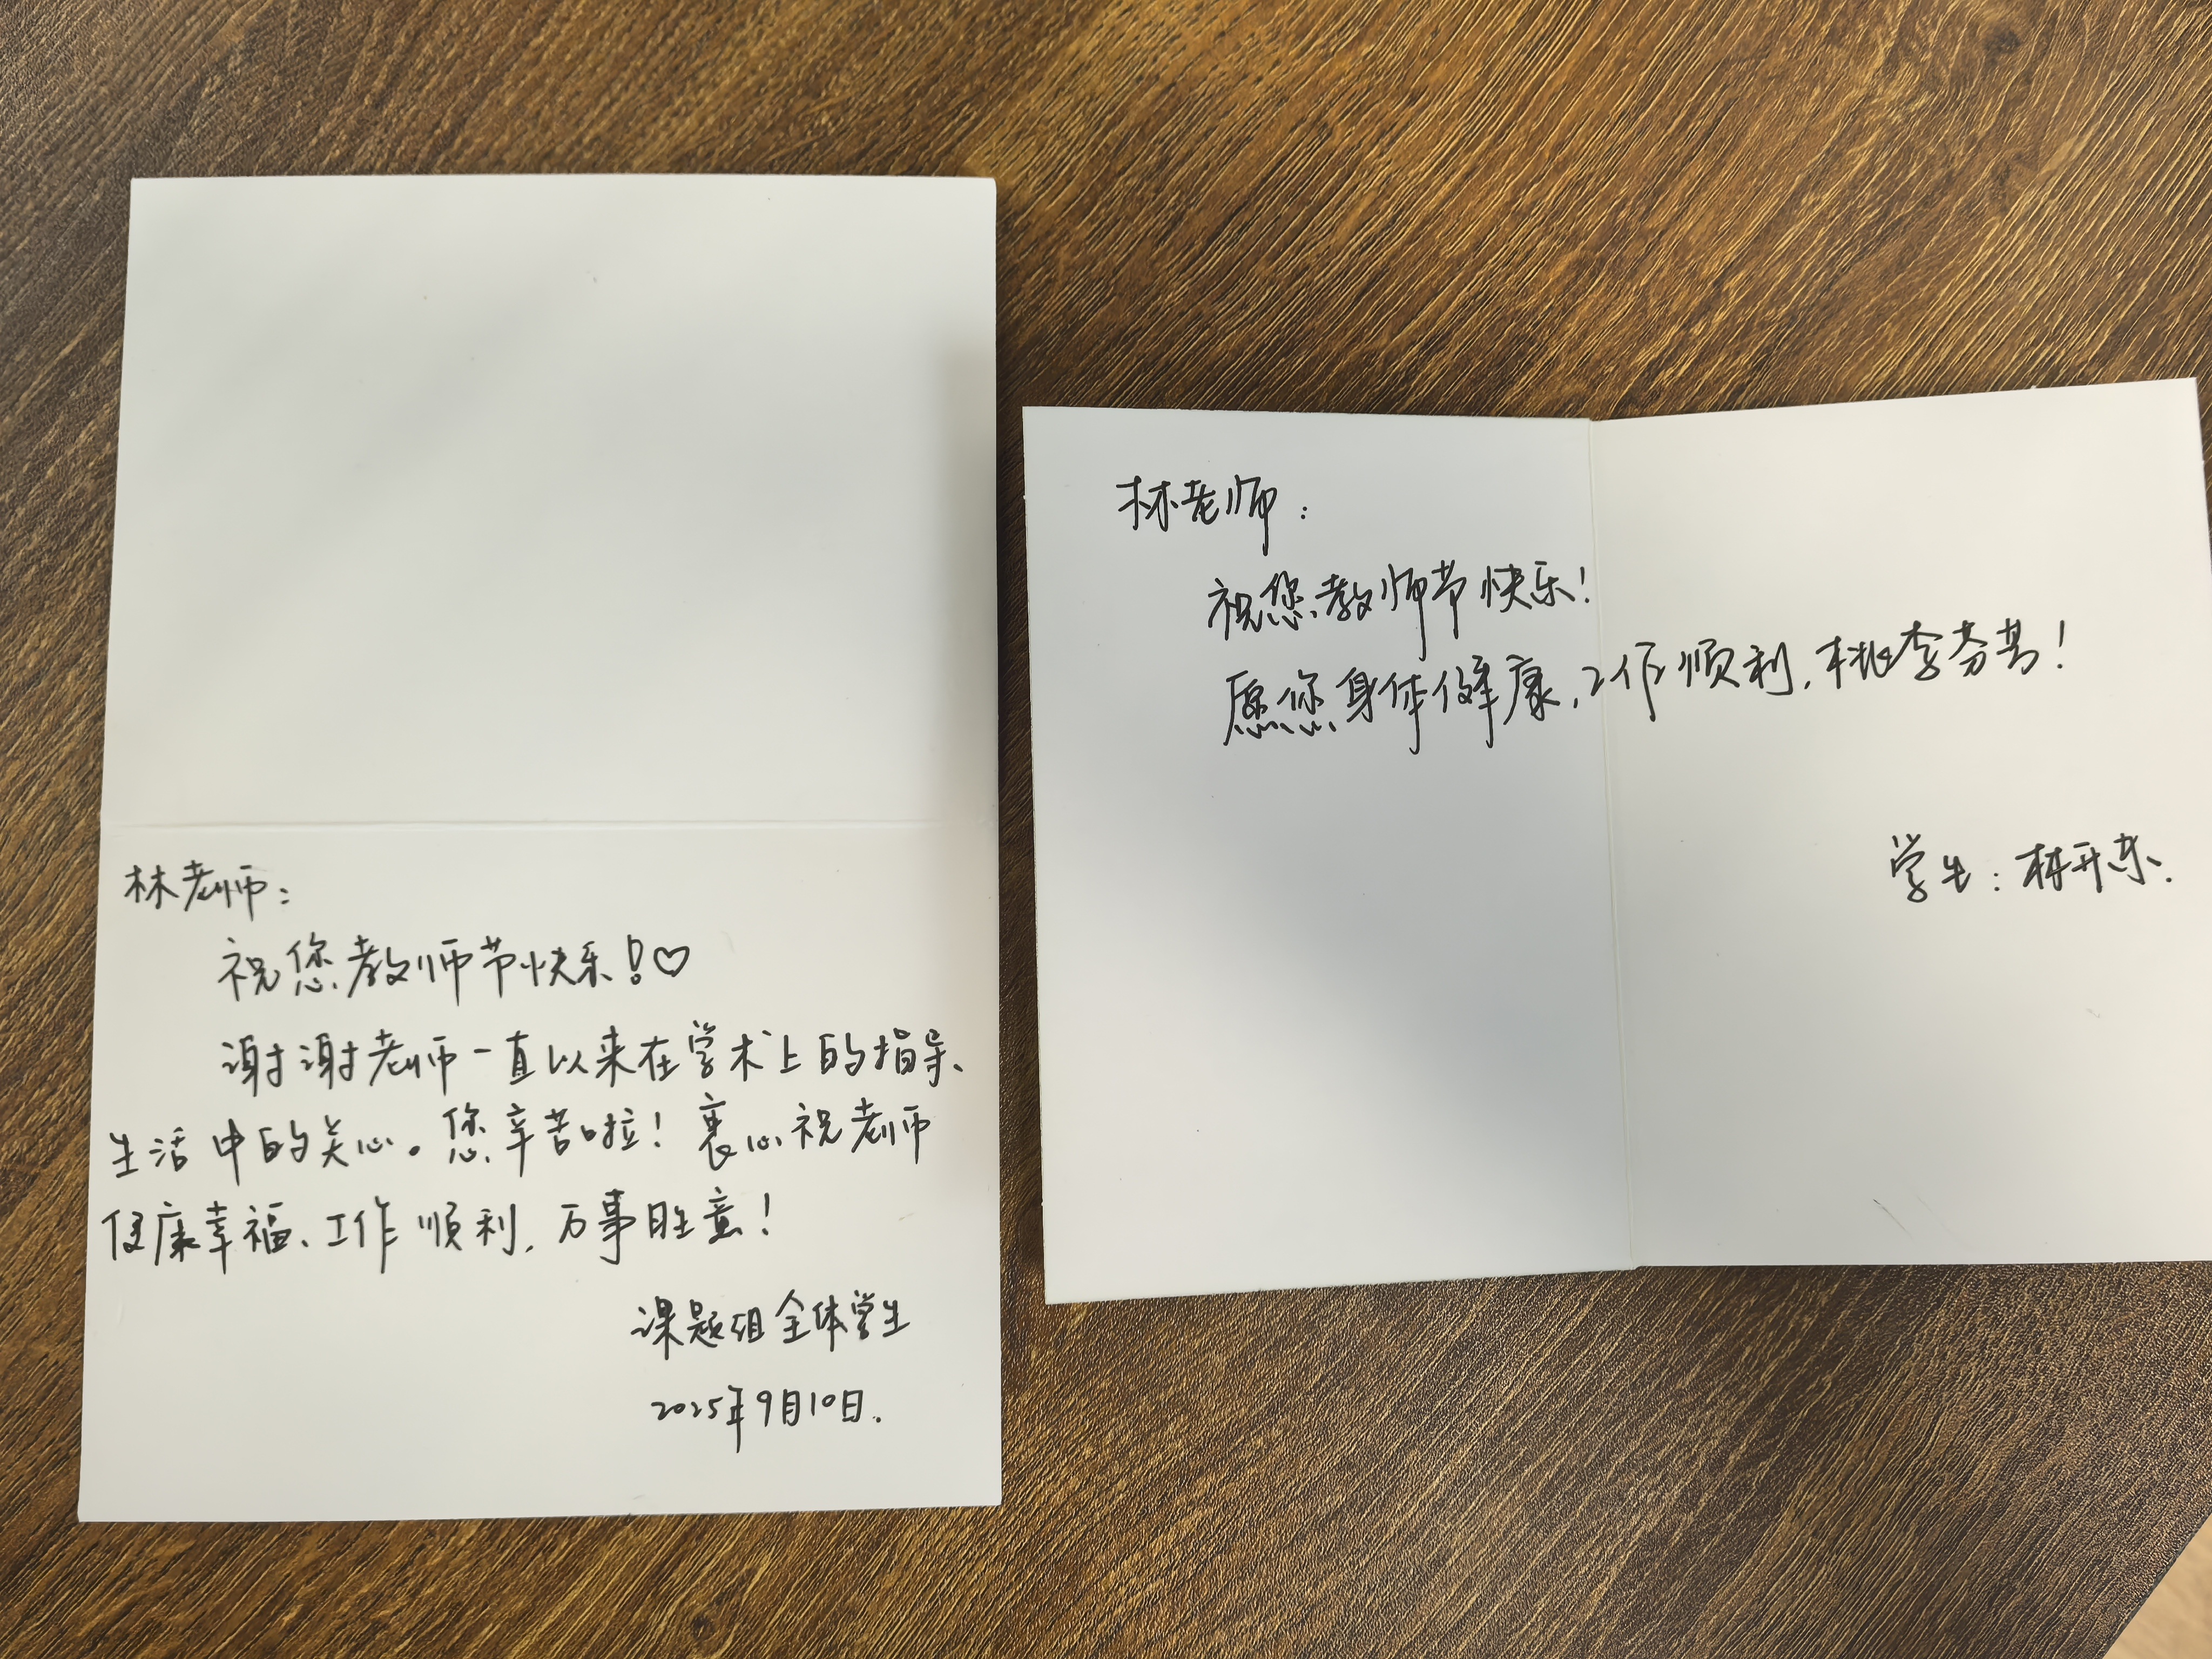 林老师：
祝您教师节快乐！♡
谢谢老师一直以来在学术上的指导、
生活中的关心。您辛苦啦！衷心祝老师
健康幸福、工作顺利，万事胜意！
课题组全体学生
2025年9月10日.
林老师：
祝您教师节快乐！
愿您身体健康，工作顺利，桃李芬芳！
学生：林开东.